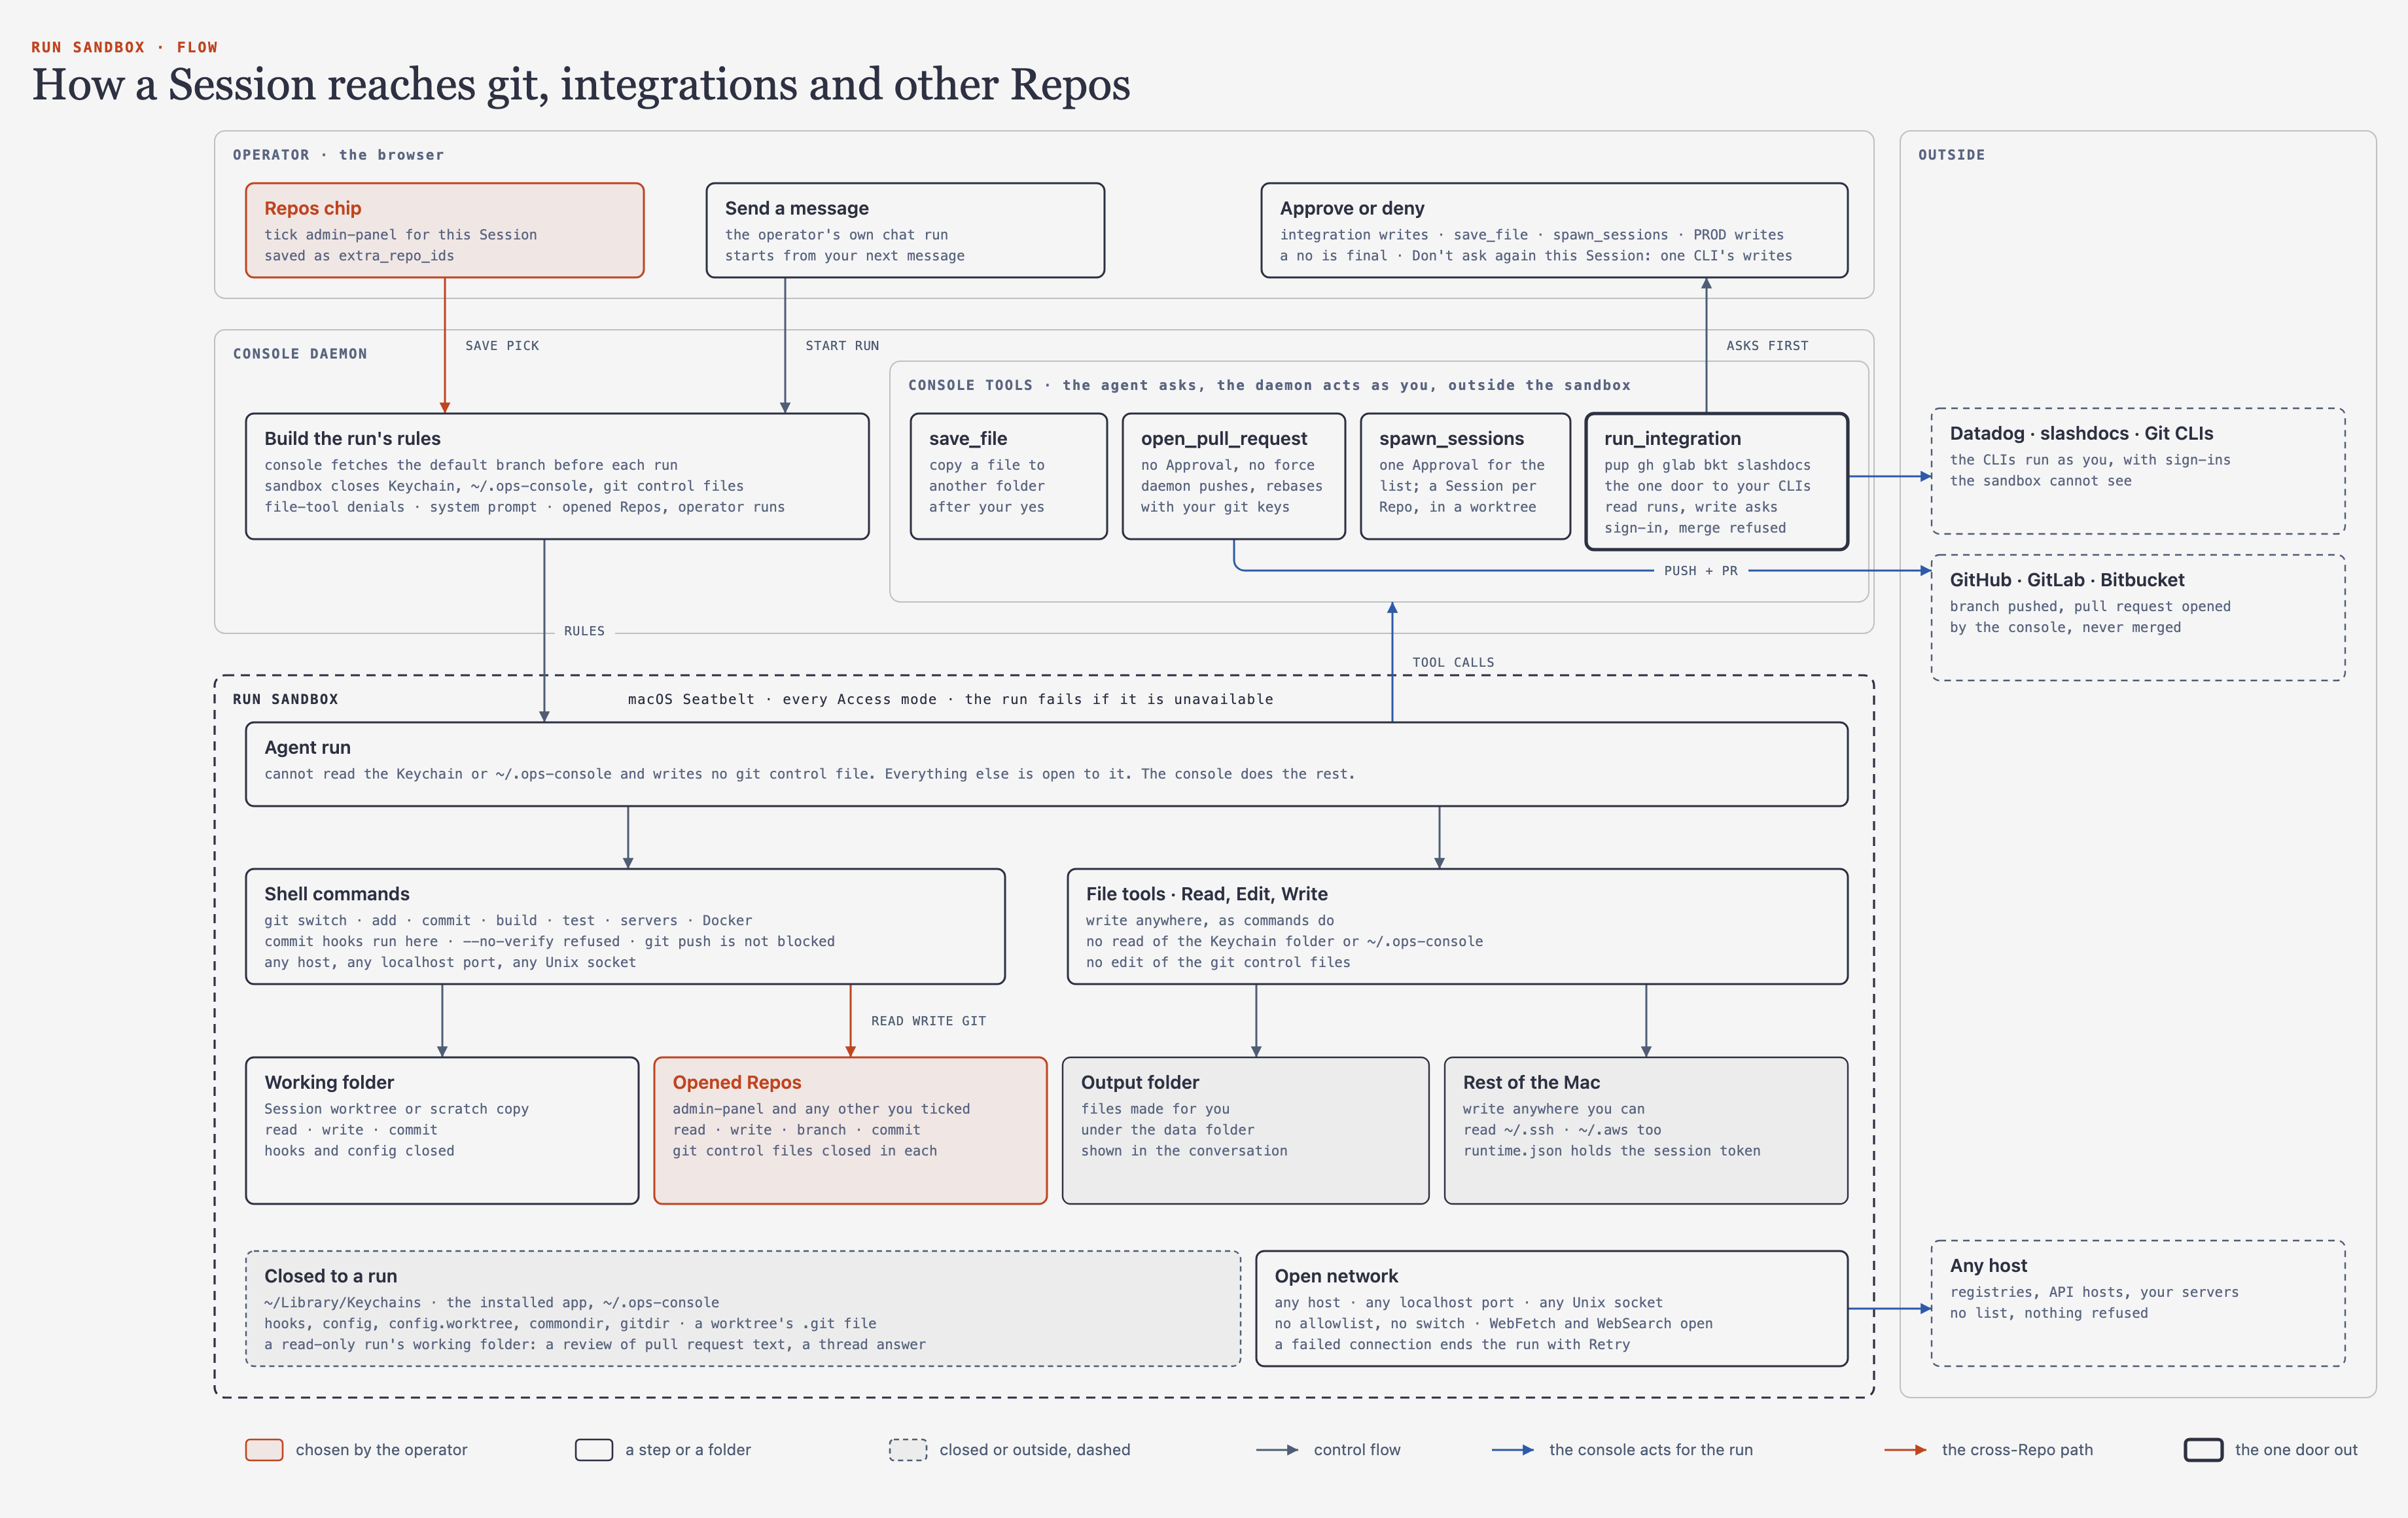 RUN SANDBOX · FLOW
How a Session reaches git, integrations and other Repos
OPERATOR · the browser
Repos chip
tick admin-panel for this Session
saved as extra_repo_ids
Send a message
the operator's own chat run
starts from your next message
Approve or deny
integration writes · save_file · spawn_sessions · PROD writes
a no is final · Don't ask again this Session: one CLI's writes
OUTSIDE
SAVE PICK
START RUN
ASKS FIRST
CONSOLE DAEMON
CONSOLE TOOLS · the agent asks, the daemon acts as you, outside the sandbox
Build the run's rules
console fetches the default branch before each run
sandbox closes Keychain, ~/.ops-console, git control files
file-tool denials · system prompt · opened Repos, operator runs
save_file
copy a file to
another folder
after your yes
open_pull_request
no Approval, no force
daemon pushes, rebases
with your git keys
spawn_sessions
one Approval for the
list; a Session per
Repo, in a worktree
run_integration
pup gh glab bkt slashdocs
the one door to your CLIs
read runs, write asks
sign-in, merge refused
Datadog · slashdocs · Git CLIs
the CLIs run as you, with sign-ins
the sandbox cannot see
PUSH + PR
GitHub · GitLab · Bitbucket
branch pushed, pull request opened
by the console, never merged
RULES
TOOL CALLS
RUN SANDBOX
macOS Seatbelt · every Access mode · the run fails if it is unavailable
Agent run
cannot read the Keychain or ~/.ops-console and writes no git control file. Everything else is open to it. The console does the rest.
Shell commands
git switch · add · commit · build · test · servers · Docker
commit hooks run here · --no-verify refused · git push is not blocked
any host, any localhost port, any Unix socket
File tools · Read, Edit, Write
write anywhere, as commands do
no read of the Keychain folder or ~/.ops-console
no edit of the git control files
READ WRITE GIT
Working folder
Session worktree or scratch copy
read · write · commit
hooks and config closed
Opened Repos
admin-panel and any other you ticked
read · write · branch · commit
git control files closed in each
Output folder
files made for you
under the data folder
shown in the conversation
Rest of the Mac
write anywhere you can
read ~/.ssh · ~/.aws too
runtime.json holds the session token
Closed to a run
~/Library/Keychains · the installed app, ~/.ops-console
hooks, config, config.worktree, commondir, gitdir · a worktree's .git file
a read-only run's working folder: a review of pull request text, a thread answer
Open network
any host · any localhost port · any Unix socket
no allowlist, no switch · WebFetch and WebSearch open
a failed connection ends the run with Retry
Any host
registries, API hosts, your servers
no list, nothing refused
chosen by the operator
a step or a folder
closed or outside, dashed
control flow
the console acts for the run
the cross-Repo path
the one door out